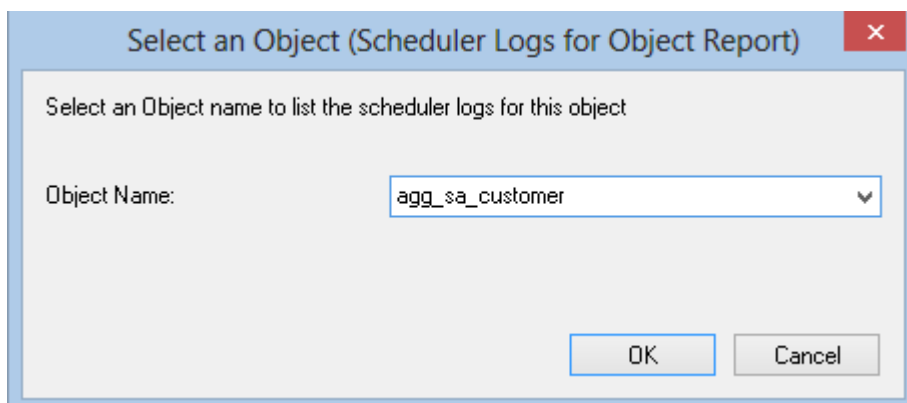 Select an Object (Scheduler Logs for Object Report)
Select an Object name to list the scheduler logs for this object
Object Name: agg_sa_customer
OK Cancel